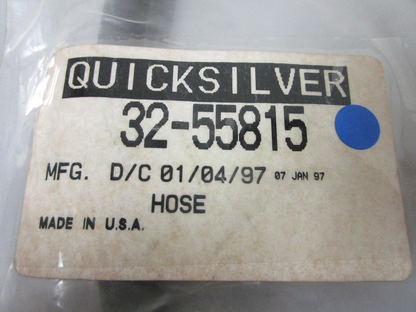 QUICKSILVER
32-55815
MFG. D/C 01/04/97 07 JAN 97
HOSE
MADE IN U.S.A.